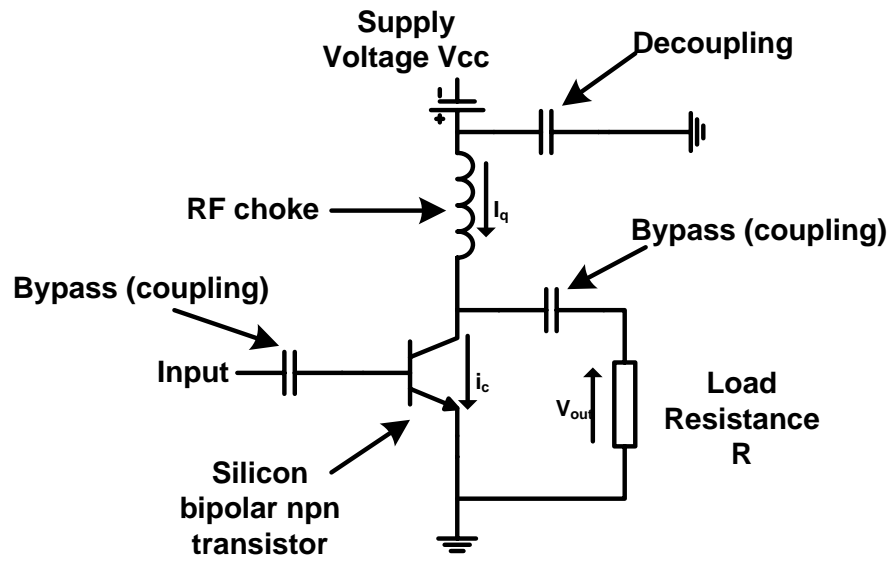 Supply
Voltage Vcc
Decoupling
RF choke
Iq
Bypass (coupling)
Bypass (coupling)
Input
ic
Vout
Load
Resistance
R
Silicon
bipolar npn
transistor